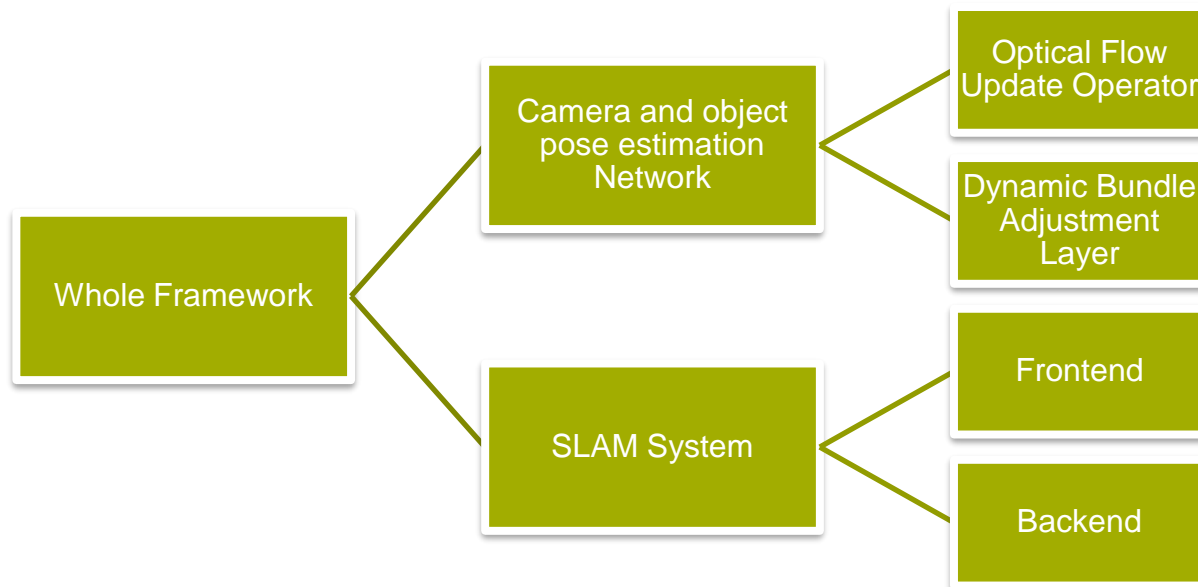 Whole Framework
Camera and object
pose estimation
Network
SLAM System
Optical Flow
Update Operator
Dynamic Bundle
Adjustment
Layer
Frontend
Backend